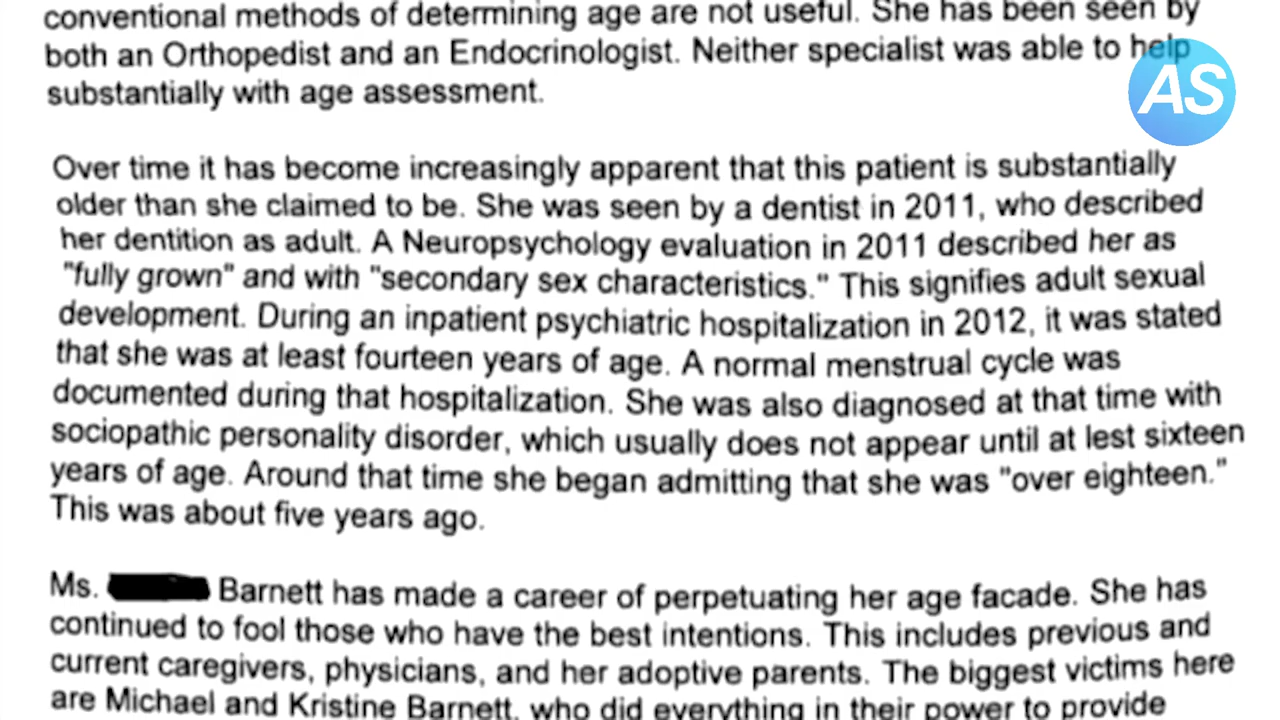 conventional methods of determining age are not useful. She has been seen by
both an Orthopedist and an Endocrinologist. Neither specialist was able to help
substantially with age assessment.
AS
Over time it has become increasingly apparent that this patient is substantially
older than she claimed to be. She was seen by a dentist in 2011, who described
her dentition as adult. A Neuropsychology evaluation in 2011 described her as
"fully grown" and with "secondary sex characteristics." This signifies adult sexual
development. During an inpatient psychiatric hospitalization in 2012, it was stated
that she was at least fourteen years of age. A normal menstrual cycle was
documented during that hospitalization. She was also diagnosed at that time with
sociopathic personality disorder, which usually does not appear until at lest sixteen
years of age. Around that time she began admitting that she was "over eighteen."
This was about five years ago.
Ms. Barnett has made a career of perpetuating her age facade. She has
continued to fool those who have the best intentions. This includes previous and
current caregivers, physicians, and her adoptive parents. The biggest victims here
are Michael and Kristine Barnett, who did everything in their power to provide